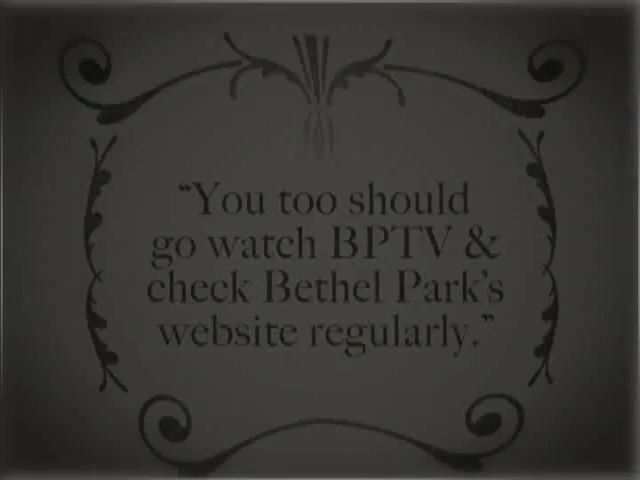 “You too should
go watch BPTV &
check Bethel Park’s
website regularly.”